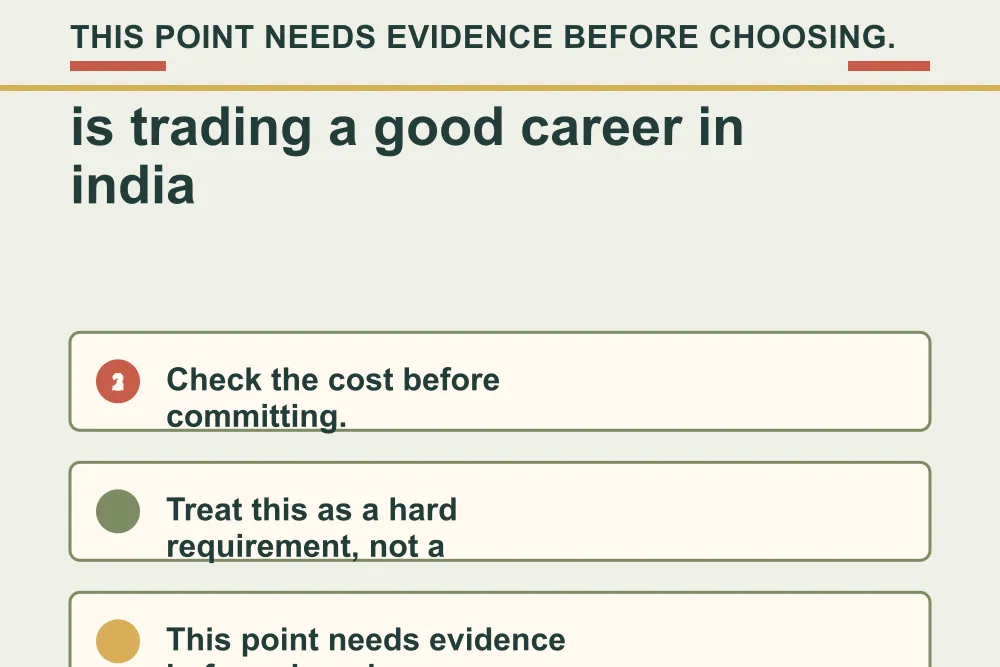 THIS POINT NEEDS EVIDENCE BEFORE CHOOSING.
is trading a good career in
india
Check the cost before
committing.
Treat this as a hard
requirement, not a
This point needs evidence